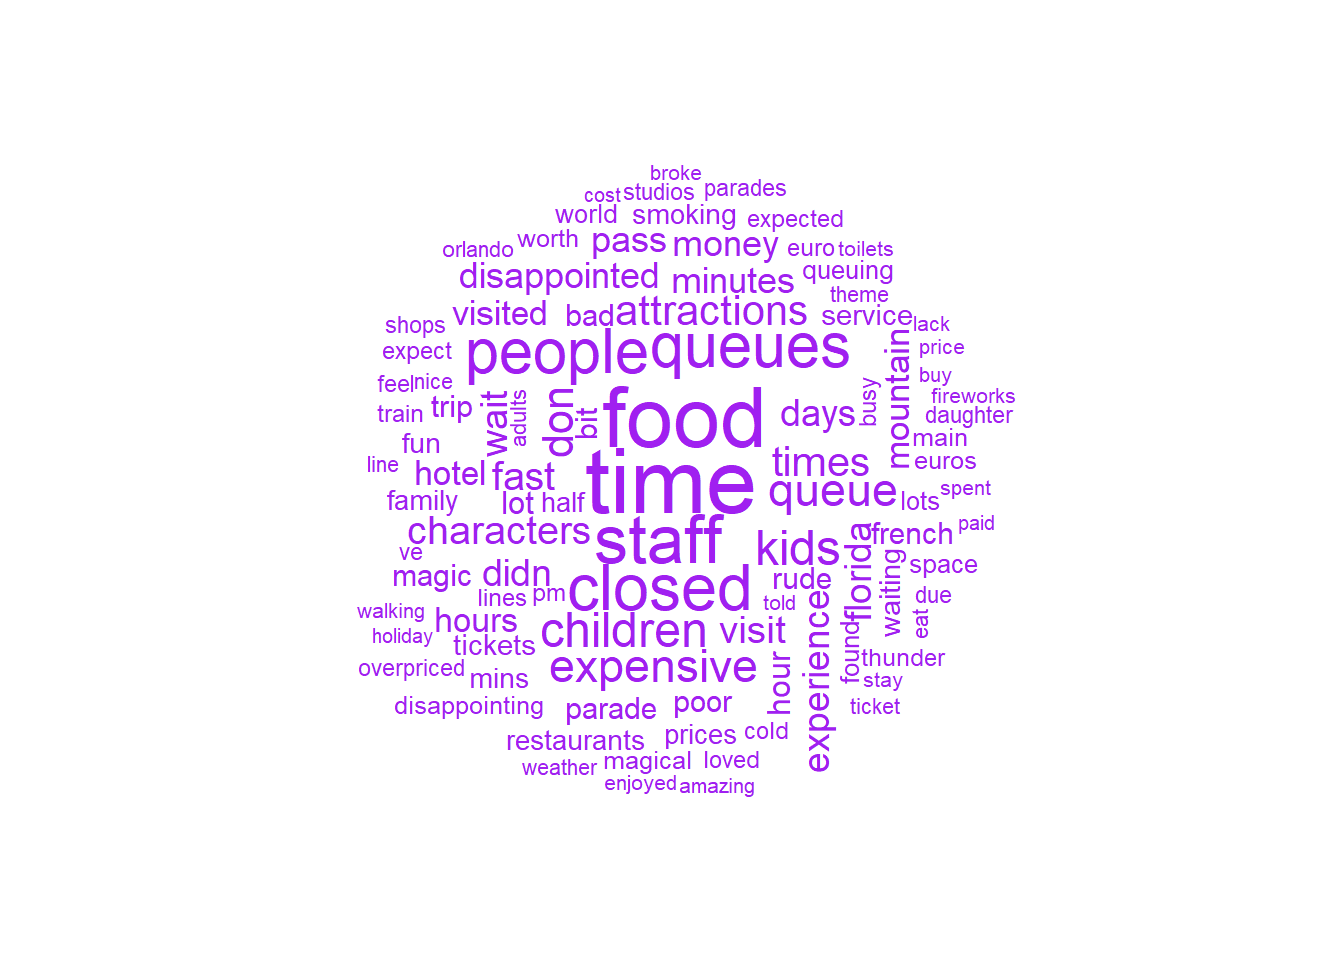 broke
cost studios parades
world smoking expected
orlando worth pass money euro toilets
disappointed minutes queuing
theme
shops visited bad attractions service lack
expect people queues mountain price
feel nice buy
train trip wait adults don bit food days busy fireworks
daughter
fun main
line hotel fast time times euros
family lot half queue lots spent
characters staff kids florida french paid
ve
magic didn closed rude waiting space
walking lines pm told experience due
holiday hours children visit found eat
tickets
overpriced mins expensive hour thunder
stay
disappointing parade poor ticket
restaurants prices cold
weather magical loved
enjoyed amazing